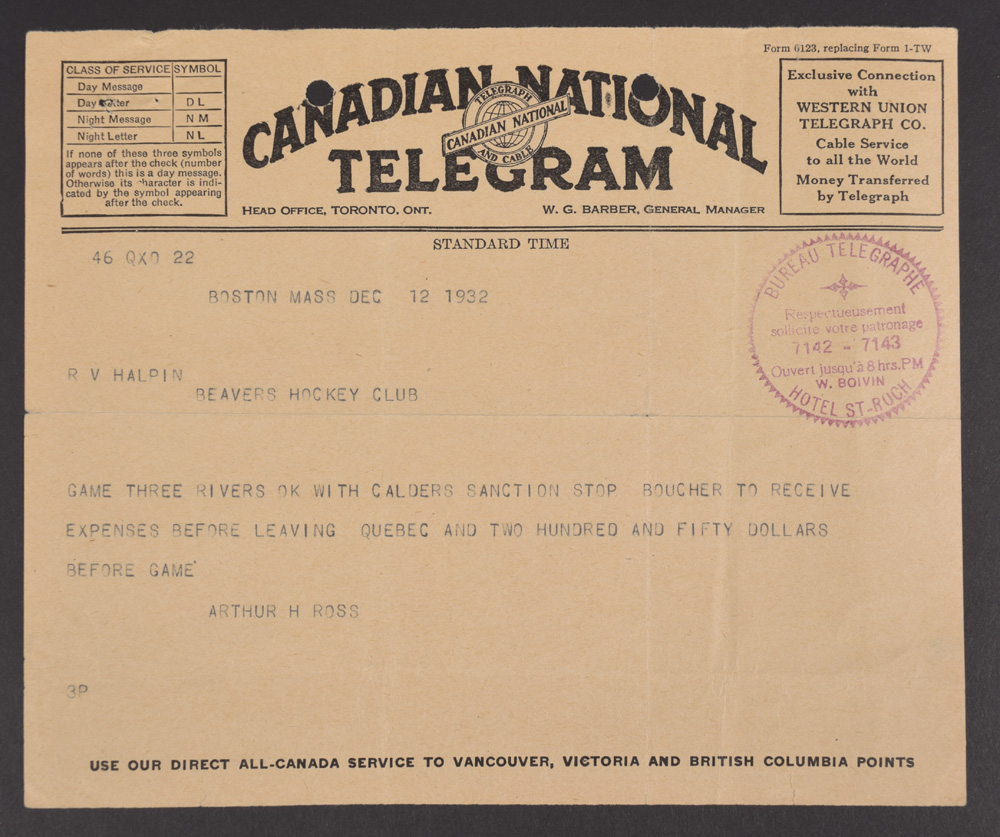 Form 6123, replacing Form 1-TW
CLASS OF SERVICE SYMBOL
Day Message
Day Letter D L
Night Message N M
Night Letter N L
If none of these three symbols
appears after the check (number
of words) this is a day message.
Otherwise its character is indi-
cated by the symbol appearing
after the check.
CANADIAN NATIONAL
TELEGRAM
TELEGRAPH
CANADIAN NATIONAL
AND CABLE
HEAD OFFICE, TORONTO, ONT. W. G. BARBER, GENERAL MANAGER
Exclusive Connection
with
WESTERN UNION
TELEGRAPH CO.
Cable Service
to all the World
Money Transferred
by Telegraph
STANDARD TIME
46 QXO 22
BOSTON MASS DEC 12 1932
BUREAU TELEGRAPHE
Respectueusement
sollicite votre patronage
7142 - 7143
Ouvert jusqu'à 8 hrs. PM
W. BOIVIN
HOTEL ST-ROCH
R V HALPIN
BEAVERS HOCKEY CLUB
GAME THREE RIVERS OK WITH CALDERS SANCTION STOP BOUCHER TO RECEIVE
EXPENSES BEFORE LEAVING QUEBEC AND TWO HUNDRED AND FIFTY DOLLARS
BEFORE GAME
ARTHUR H ROSS
3P
USE OUR DIRECT ALL-CANADA SERVICE TO VANCOUVER, VICTORIA AND BRITISH COLUMBIA POINTS